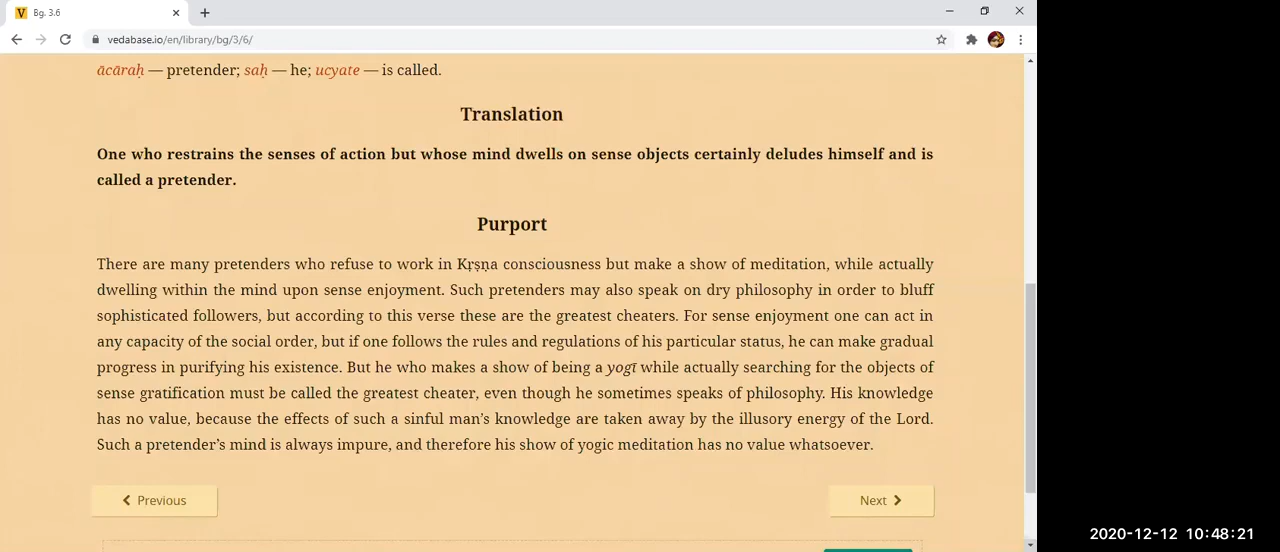 Bg. 3.6
vedabase.io/en/library/bg/3/6/
ācāraḥ — pretender; saḥ — he; ucyate — is called.
Translation
One who restrains the senses of action but whose mind dwells on sense objects certainly deludes himself and is
called a pretender.
Purport
There are many pretenders who refuse to work in Kṛṣṇa consciousness but make a show of meditation, while actually
dwelling within the mind upon sense enjoyment. Such pretenders may also speak on dry philosophy in order to bluff
sophisticated followers, but according to this verse these are the greatest cheaters. For sense enjoyment one can act in
any capacity of the social order, but if one follows the rules and regulations of his particular status, he can make gradual
progress in purifying his existence. But he who makes a show of being a yogī while actually searching for the objects of
sense gratification must be called the greatest cheater, even though he sometimes speaks of philosophy. His knowledge
has no value, because the effects of such a sinful man’s knowledge are taken away by the illusory energy of the Lord.
Such a pretender’s mind is always impure, and therefore his show of yogic meditation has no value whatsoever.
Previous
Next
2020-12-12 10:48:21